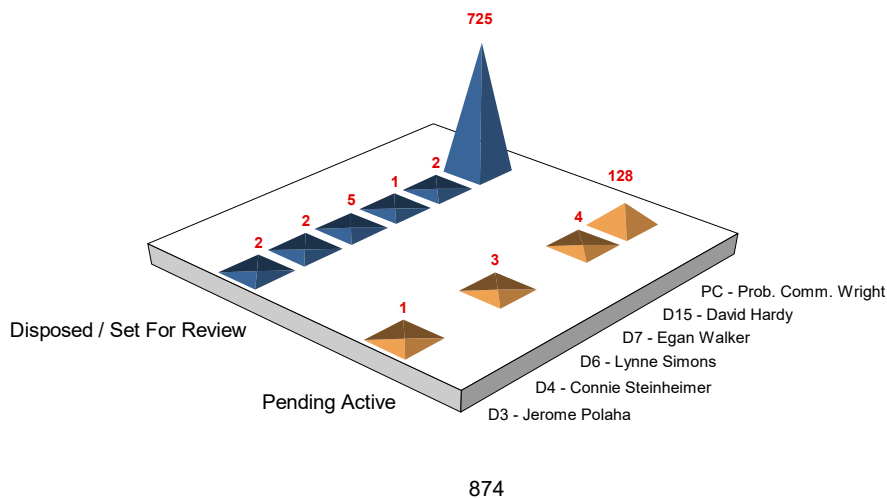 725
2
128
1
5
4
2
2
3
1
PC - Prob. Comm. Wright
D15 - David Hardy
Disposed / Set For Review
D7 - Egan Walker
D6 - Lynne Simons
D4 - Connie Steinheimer
Pending Active
D3 - Jerome Polaha
874